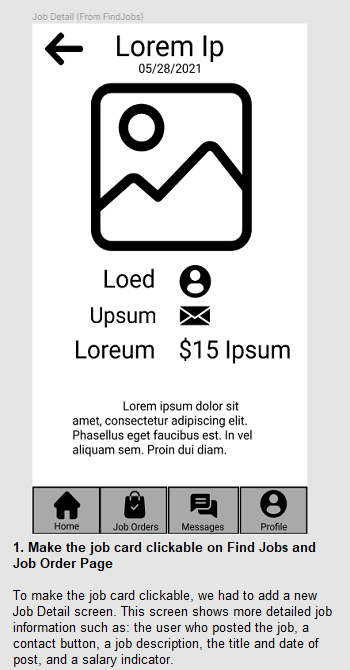 Job Detail (From FindJobs)
Lorem Ip
05/28/2021
Loed
Upsum
Loreum $15 Ipsum
Lorem ipsum dolor sit
amet, consectetur adipiscing elit.
Phasellus eget faucibus est. In vel
aliquam sem. Proin dui diam.
Home Job Orders Messages Profile
1. Make the job card clickable on Find Jobs and
Job Order Page
To make the job card clickable, we had to add a new
Job Detail screen. This screen shows more detailed job
information such as: the user who posted the job, a
contact button, a job description, the title and date of
post, and a salary indicator.